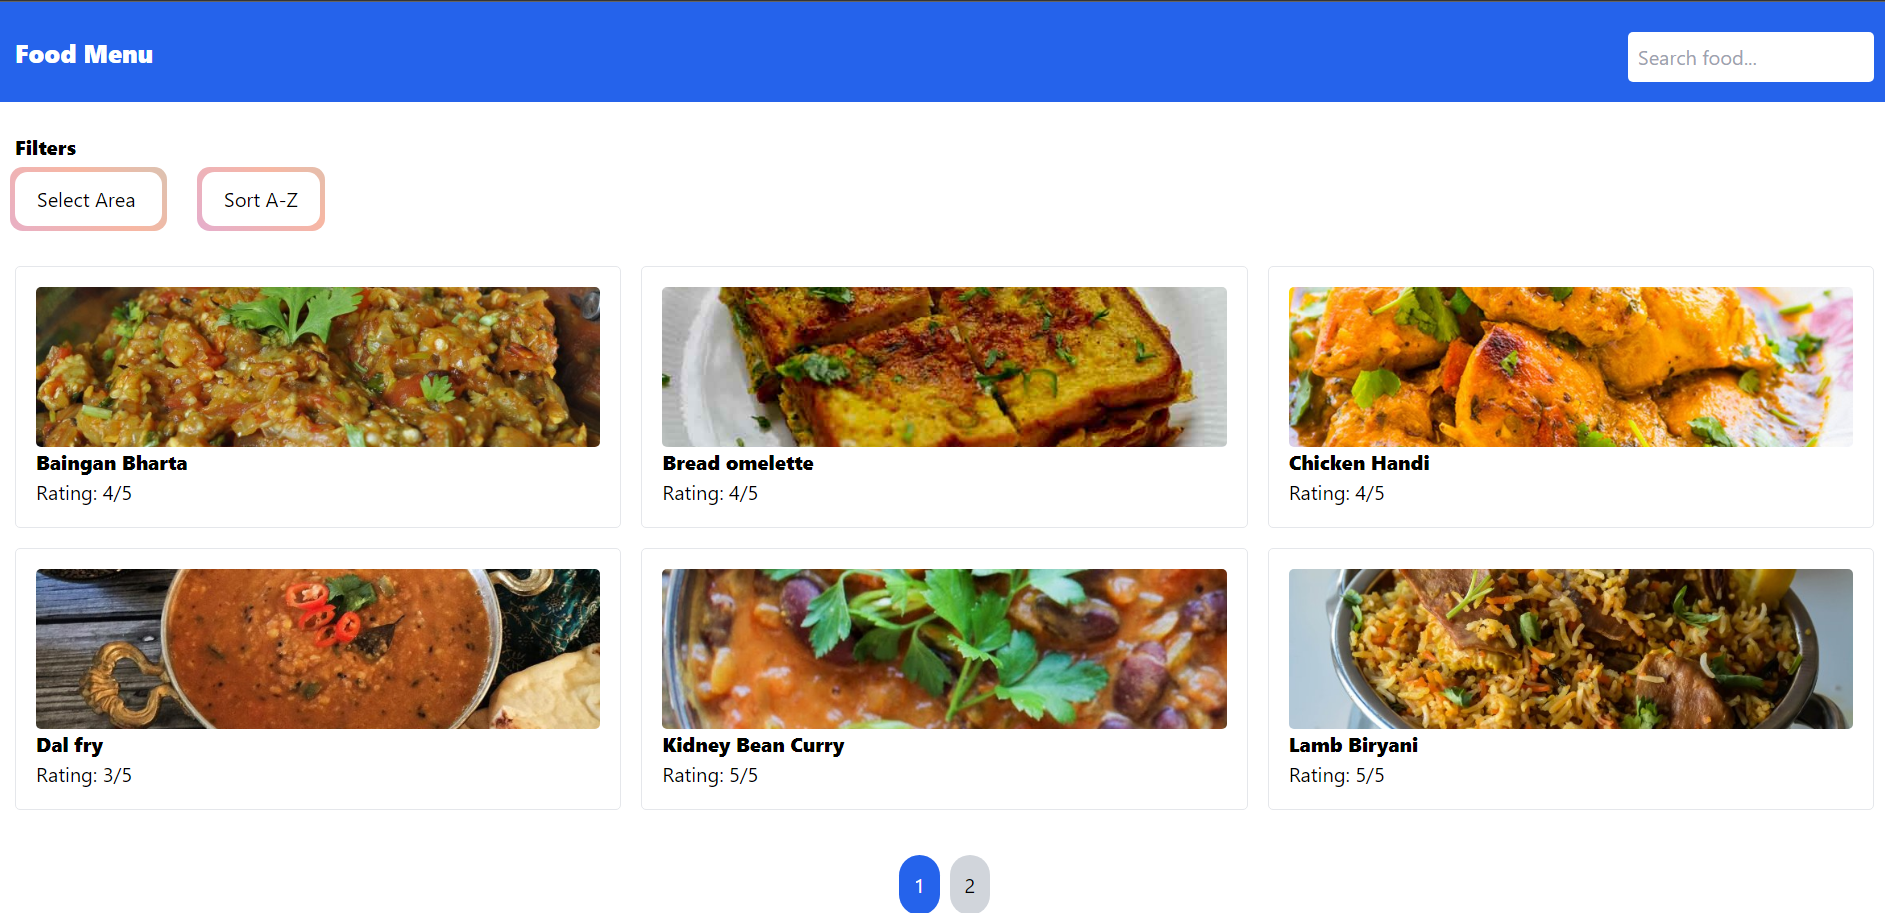 Food Menu
Search food...
Filters
Select Area
Sort A-Z
Baingan Bharta
Rating: 4/5
Bread omelette
Rating: 4/5
Chicken Handi
Rating: 4/5
Dal fry
Rating: 3/5
Kidney Bean Curry
Rating: 5/5
Lamb Biryani
Rating: 5/5
1
2